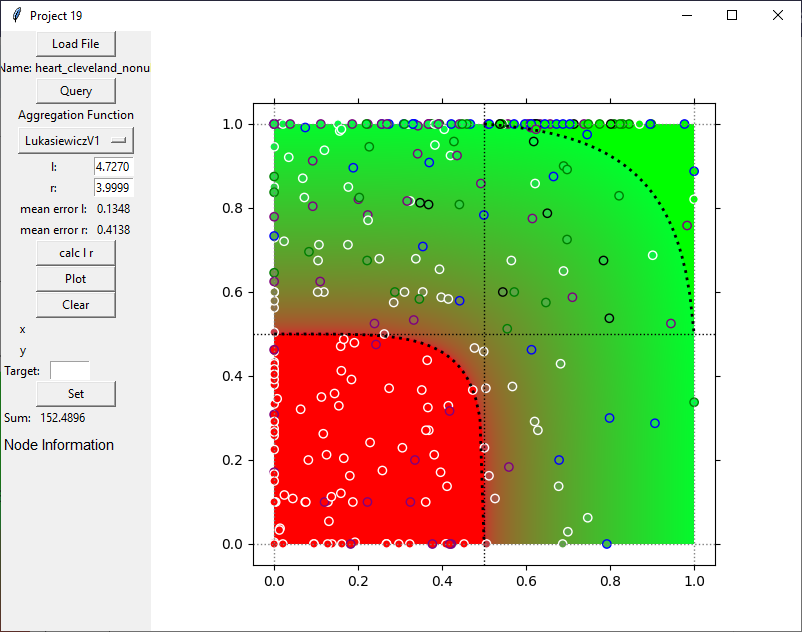 Project 19
Load File
Name: heart_cleveland_nonu
Query
Aggregation Function
LukasiewiczV1
l: 4.7270
r: 3.9999
mean error l: 0.1348
mean error r: 0.4138
calc l r
Plot
Clear
x
y
Target:
Set
Sum: 152.4896
Node Information
1.0
0.8
0.6
0.4
0.2
0.0
0.0 0.2 0.4 0.6 0.8 1.0